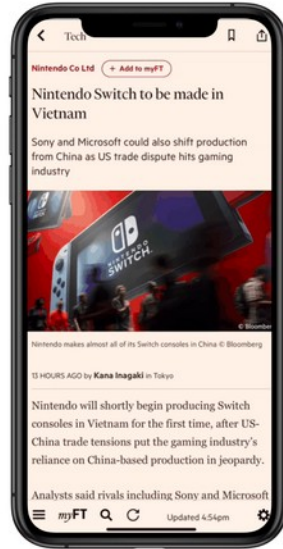 Tech
Nintendo Co Ltd + Add to myFT
Nintendo Switch to be made in
Vietnam
Sony and Microsoft could also shift production
from China as US trade dispute hits gaming
industry
NINTENDO
SWITCH
© Bloomberg
Nintendo makes almost all of its Switch consoles in China © Bloomberg
13 HOURS AGO by Kana Inagaki in Tokyo
Nintendo will shortly begin producing Switch
consoles in Vietnam for the first time, after US-
China trade tensions put the gaming industry's
reliance on China-based production in jeopardy.
Analysts said rivals including Sony and Microsoft
myFT Updated 4:54pm